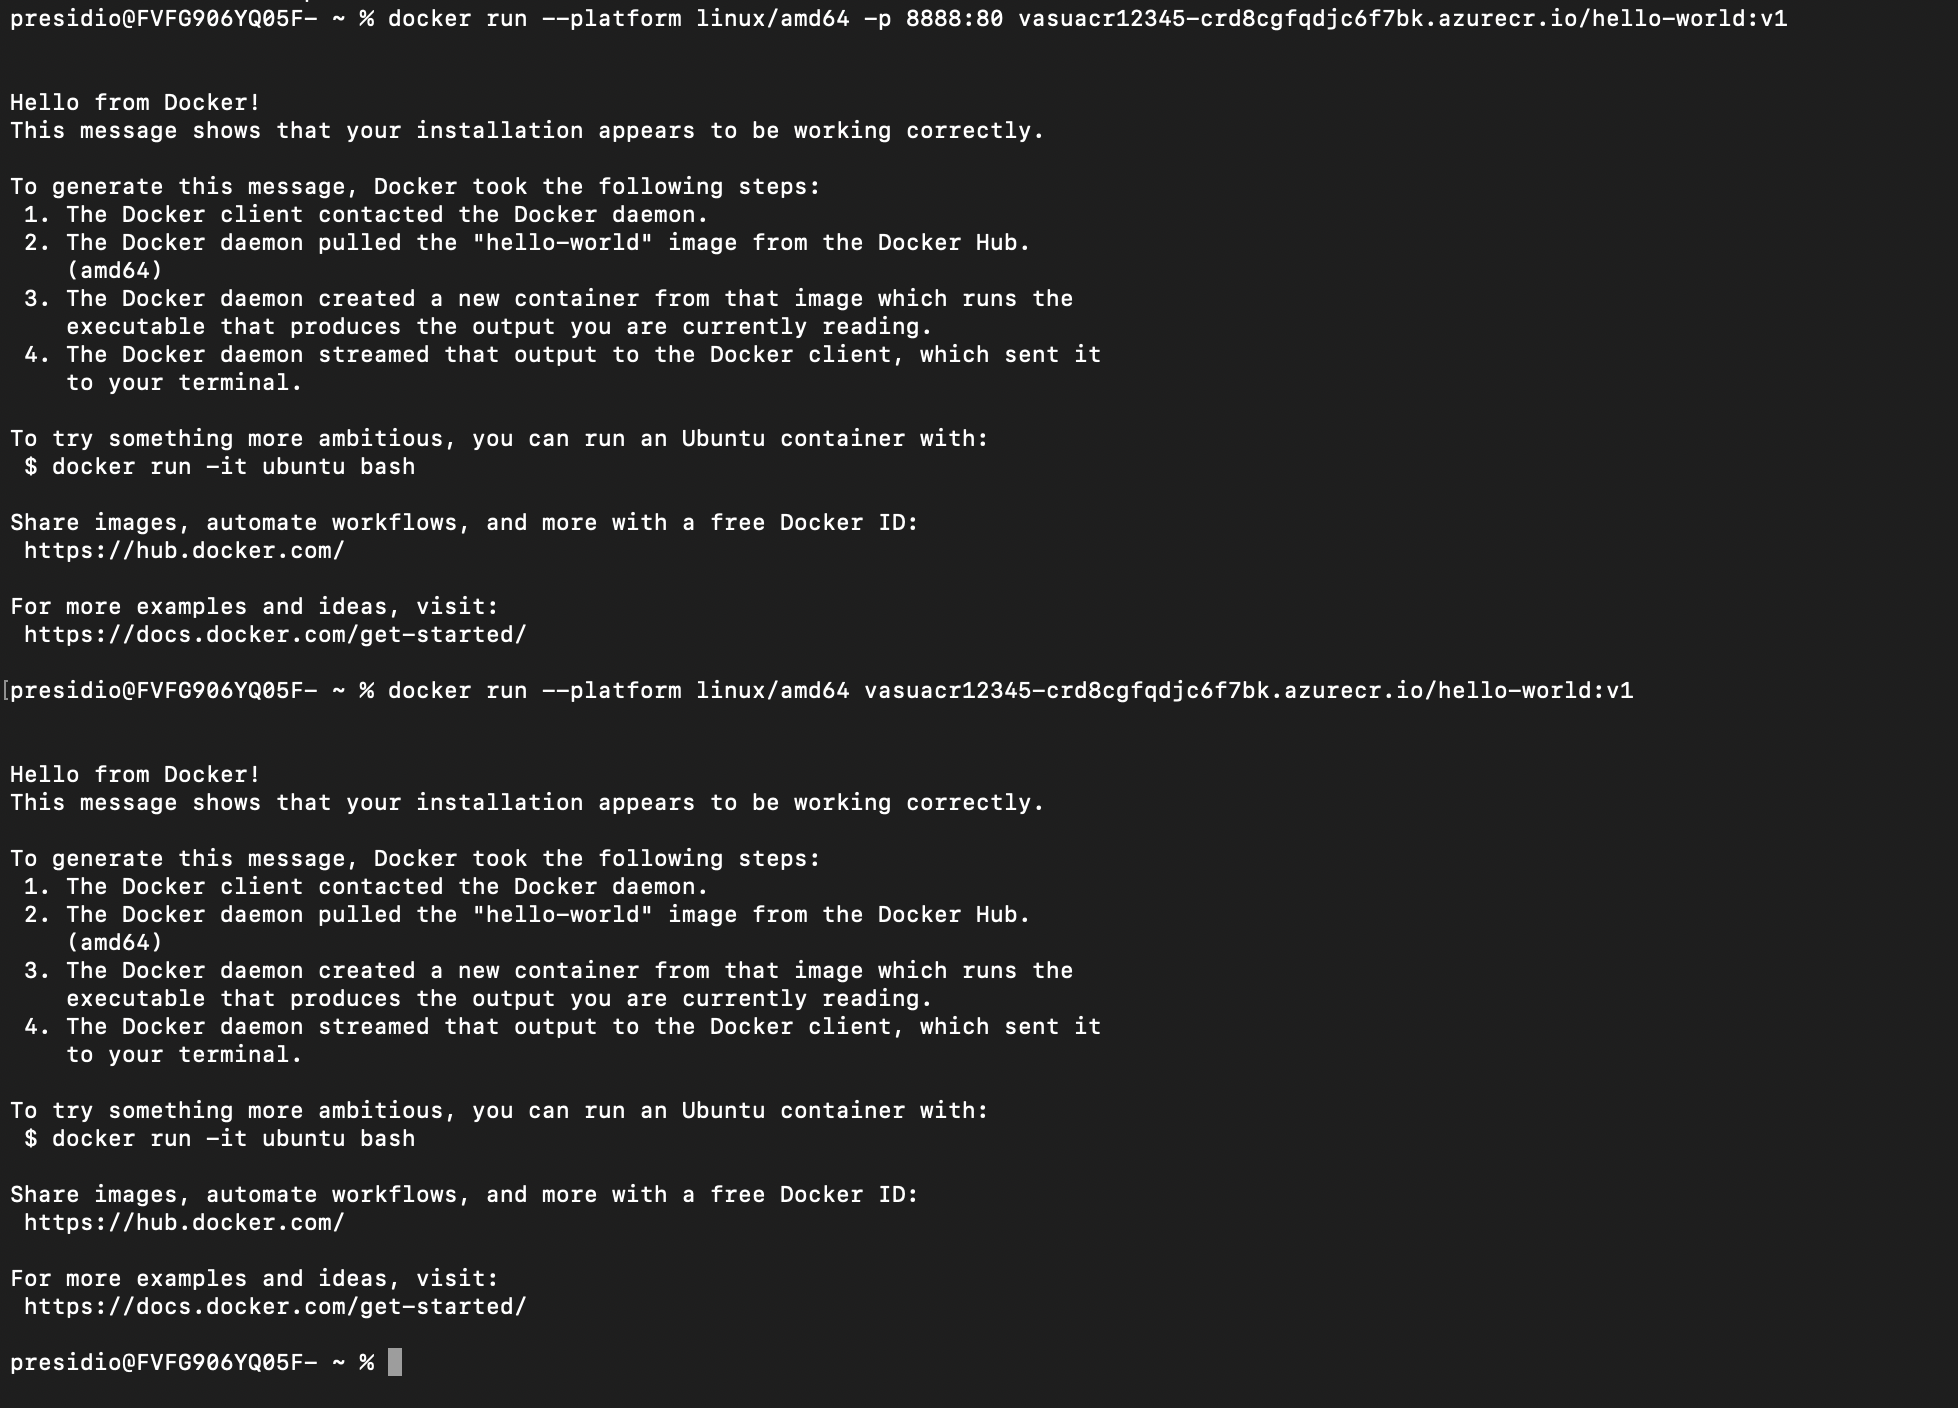 presidio@FVFG906YQ05F- ~ % docker run --platform linux/amd64 -p 8888:80 vasuacr12345-crd8cgfqdjc6f7bk.azurecr.io/hello-world:v1
Hello from Docker!
This message shows that your installation appears to be working correctly.
To generate this message, Docker took the following steps:
1. The Docker client contacted the Docker daemon.
2. The Docker daemon pulled the "hello-world" image from the Docker Hub.
(amd64)
3. The Docker daemon created a new container from that image which runs the
executable that produces the output you are currently reading.
4. The Docker daemon streamed that output to the Docker client, which sent it
to your terminal.
To try something more ambitious, you can run an Ubuntu container with:
$ docker run -it ubuntu bash
Share images, automate workflows, and more with a free Docker ID:
https://hub.docker.com/
For more examples and ideas, visit:
https://docs.docker.com/get-started/
[presidio@FVFG906YQ05F- ~ % docker run --platform linux/amd64 vasuacr12345-crd8cgfqdjc6f7bk.azurecr.io/hello-world:v1
Hello from Docker!
This message shows that your installation appears to be working correctly.
To generate this message, Docker took the following steps:
1. The Docker client contacted the Docker daemon.
2. The Docker daemon pulled the "hello-world" image from the Docker Hub.
(amd64)
3. The Docker daemon created a new container from that image which runs the
executable that produces the output you are currently reading.
4. The Docker daemon streamed that output to the Docker client, which sent it
to your terminal.
To try something more ambitious, you can run an Ubuntu container with:
$ docker run -it ubuntu bash
Share images, automate workflows, and more with a free Docker ID:
https://hub.docker.com/
For more examples and ideas, visit:
https://docs.docker.com/get-started/
presidio@FVFG906YQ05F- ~ %